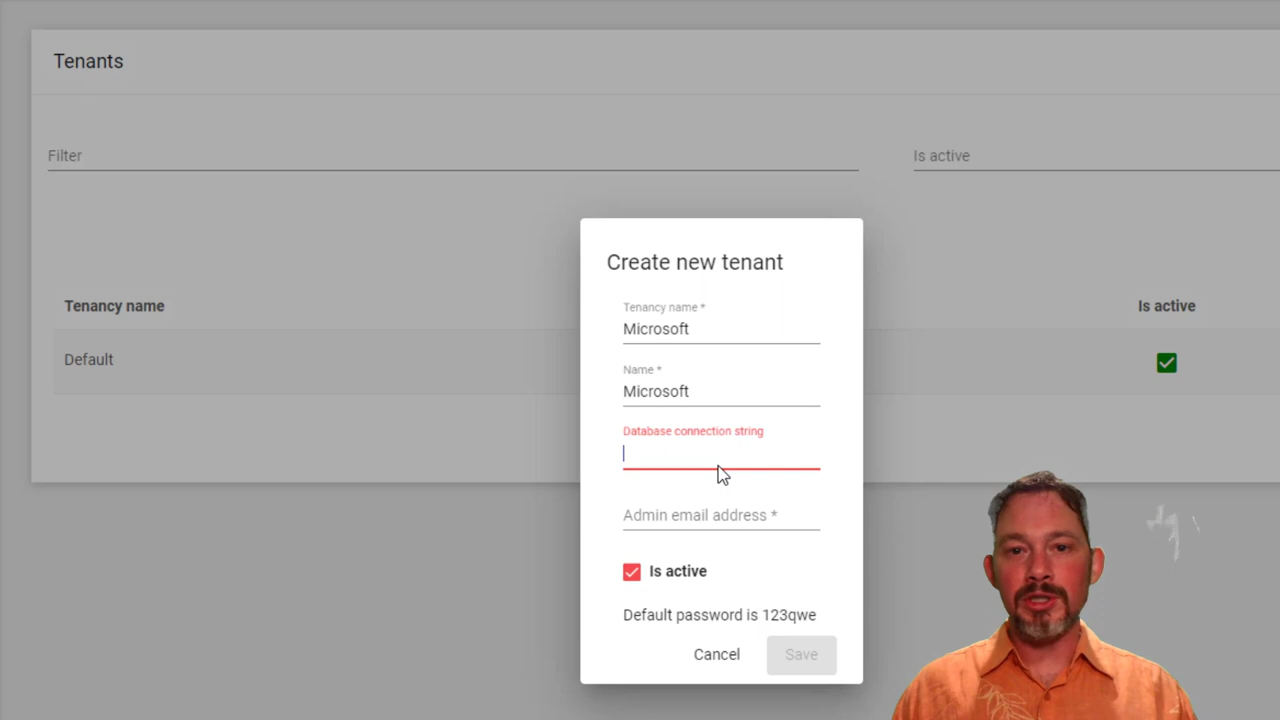 Tenants
Filter
Is active
Create new tenant
Tenancy name *
Microsoft
Name *
Microsoft
Database connection string
Admin email address *
Is active
Default password is 123qwe
Cancel
Save
Tenancy name
Is active
Default